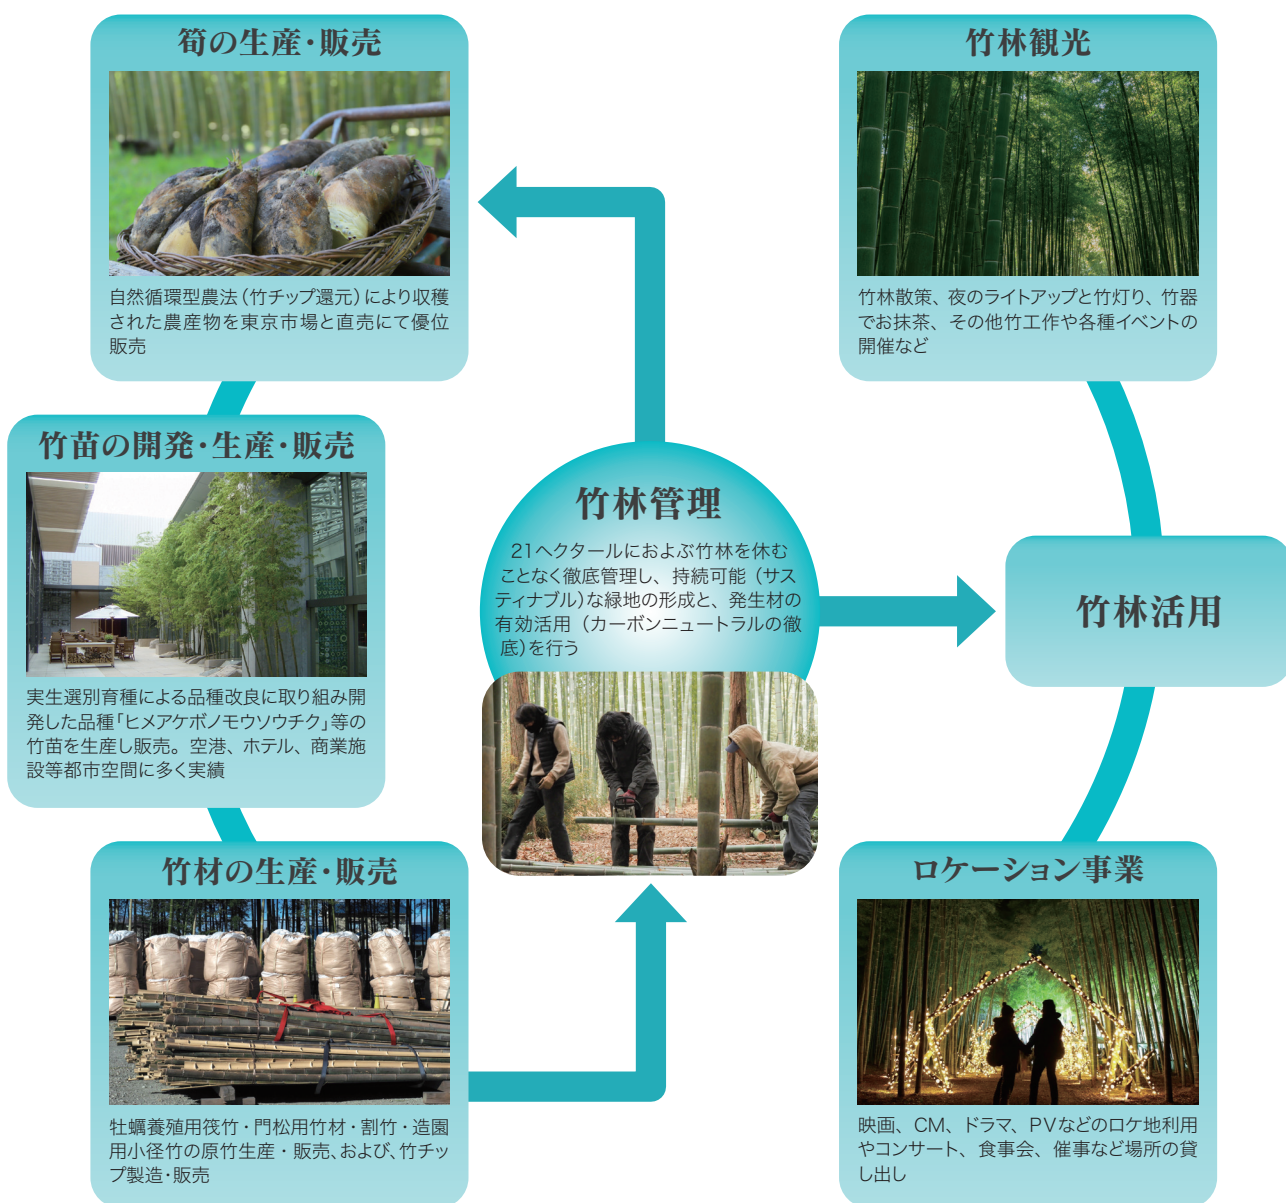 筍の生産・販売
自然循環型農法（竹チップ還元）により収穫
された農産物を東京市場と直売にて優位
販売
竹苗の開発・生産・販売
実生選別育種による品種改良に取り組み開
発した品種「ヒメアケボノモウソウチク」等の
竹苗を生産し販売。空港、ホテル、商業施
設等都市空間に多く実績
竹材の生産・販売
牡蠣養殖用筏竹・門松用竹材・割竹・造園
用小径竹の原竹生産・販売、および、竹チッ
プ製造・販売
竹林管理
21ヘクタールにおよぶ竹林を休む
ことなく徹底管理し、持続可能（サス
ティナブル）な緑地の形成と、発生材の
有効活用（カーボンニュートラルの徹
底）を行う
竹林観光
竹林散策、夜のライトアップと竹灯り、竹器
でお抹茶、その他竹工作や各種イベントの
開催など
竹林活用
ロケーション事業
映画、CM、ドラマ、PVなどのロケ地利用
やコンサート、食事会、催事など場所の貸
し出し